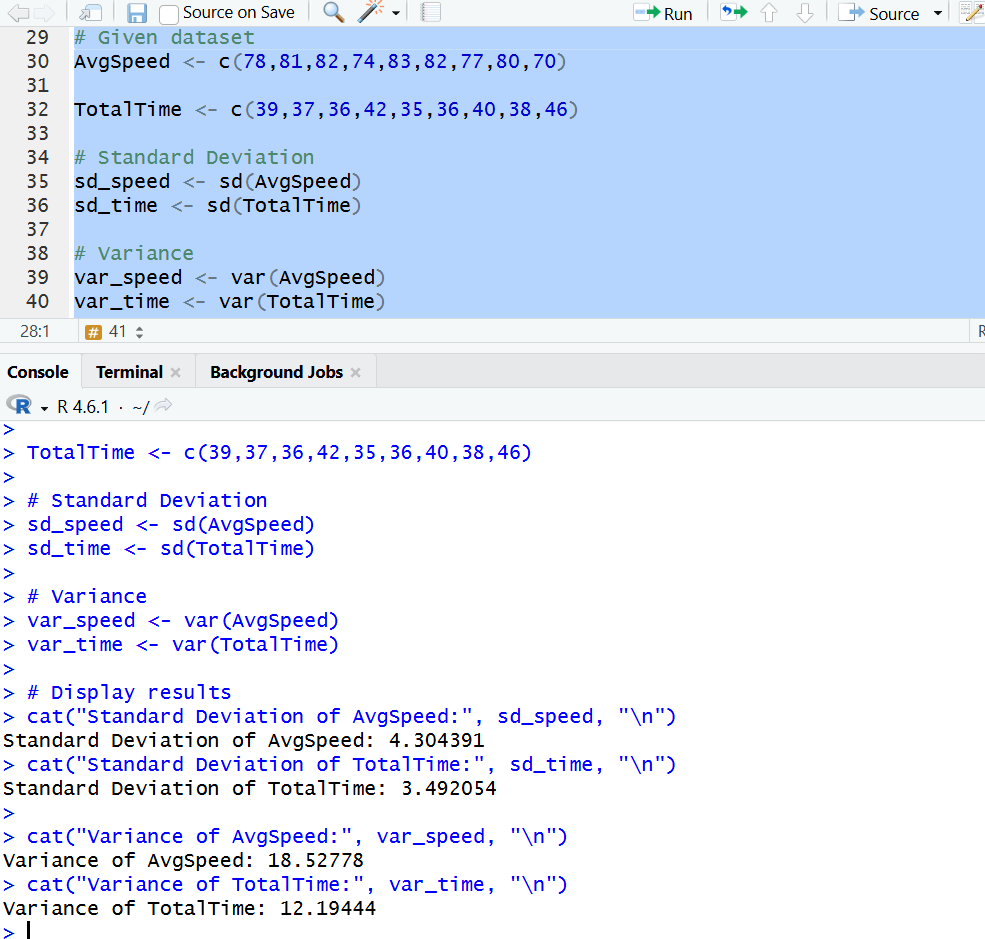 Source on Save Run Source
29 # Given dataset
30 AvgSpeed <- c(78,81,82,74,83,82,77,80,70)
31
32 TotalTime <- c(39,37,36,42,35,36,40,38,46)
33
34 # Standard Deviation
35 sd_speed <- sd(AvgSpeed)
36 sd_time <- sd(TotalTime)
37
38 # Variance
39 var_speed <- var(AvgSpeed)
40 var_time <- var(TotalTime)
28:1 # 41
Console Terminal Background Jobs
R R 4.6.1 · ~/
>
> TotalTime <- c(39,37,36,42,35,36,40,38,46)
>
> # Standard Deviation
> sd_speed <- sd(AvgSpeed)
> sd_time <- sd(TotalTime)
>
> # Variance
> var_speed <- var(AvgSpeed)
> var_time <- var(TotalTime)
>
> # Display results
> cat("Standard Deviation of AvgSpeed:", sd_speed, "\n")
Standard Deviation of AvgSpeed: 4.304391
> cat("Standard Deviation of TotalTime:", sd_time, "\n")
Standard Deviation of TotalTime: 3.492054
>
> cat("Variance of AvgSpeed:", var_speed, "\n")
Variance of AvgSpeed: 18.52778
> cat("Variance of TotalTime:", var_time, "\n")
Variance of TotalTime: 12.19444
>